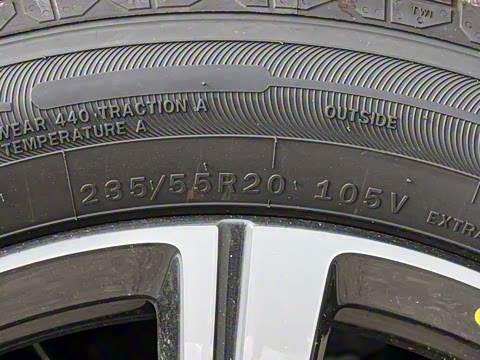 TWI
WEAR 440 TRACTION A
TEMPERATURE A
OUTSIDE
235/55R20 105V
EXTRA